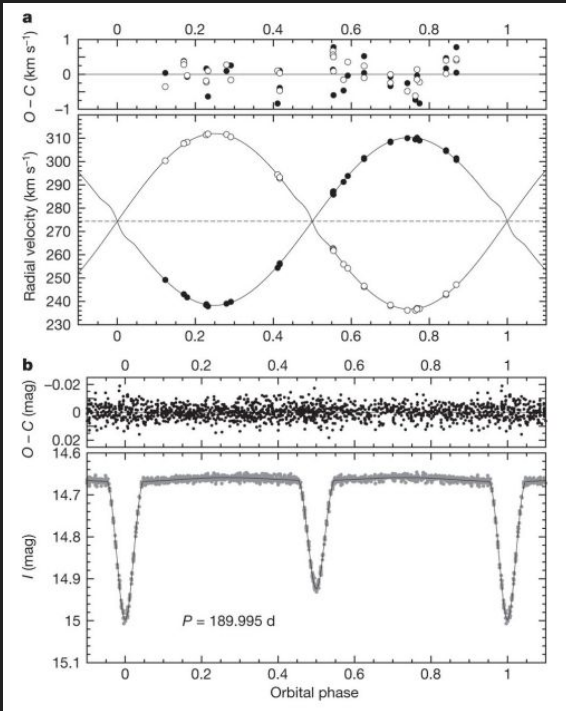 a
0 0.2 0.4 0.6 0.8 1
O – C (km s⁻¹)
1
0
–1
Radial velocity (km s⁻¹)
310
300
290
280
270
260
250
240
230
0 0.2 0.4 0.6 0.8 1
b
0 0.2 0.4 0.6 0.8 1
O – C (mag)
–0.02
0
0.02
I (mag)
14.6
14.7
14.8
14.9
15
15.1
P = 189.995 d
0 0.2 0.4 0.6 0.8 1
Orbital phase